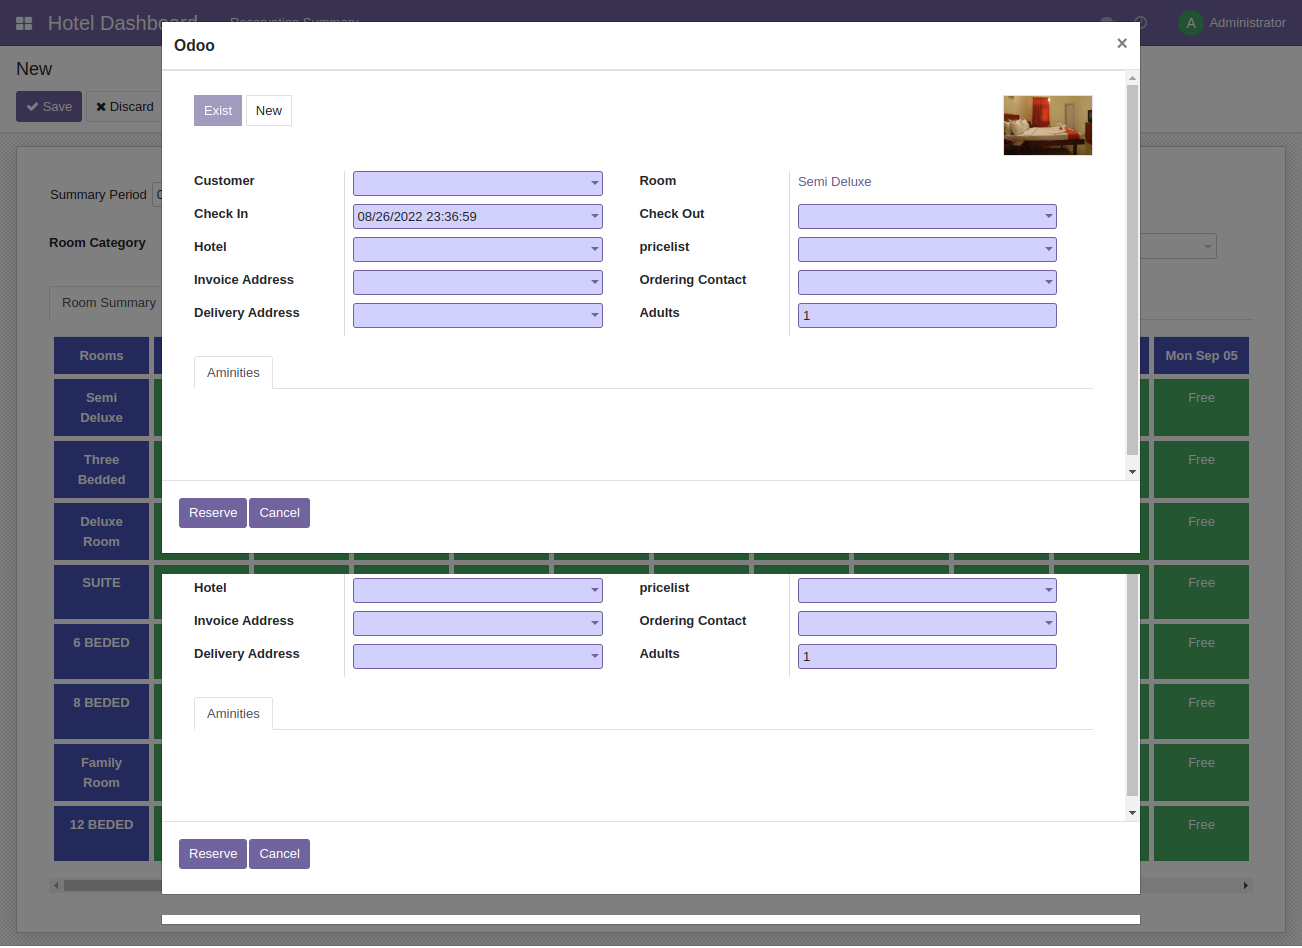 Hotel Dashboard Reservation Summary A Administrator
New
Save Discard
Odoo ×
Exist New
Summary Period 0
Room Category
Room Summary
Customer Room Semi Deluxe
Check In 08/26/2022 23:36:59 Check Out
Hotel pricelist
Invoice Address Ordering Contact
Delivery Address Adults 1
Aminities
Reserve Cancel
Rooms Mon Sep 05
Semi Deluxe Free
Three Bedded Free
Deluxe Room Free
SUITE Free
6 BEDED Free
8 BEDED Free
Family Room Free
12 BEDED Free
Hotel pricelist
Invoice Address Ordering Contact
Delivery Address Adults 1
Aminities
Reserve Cancel